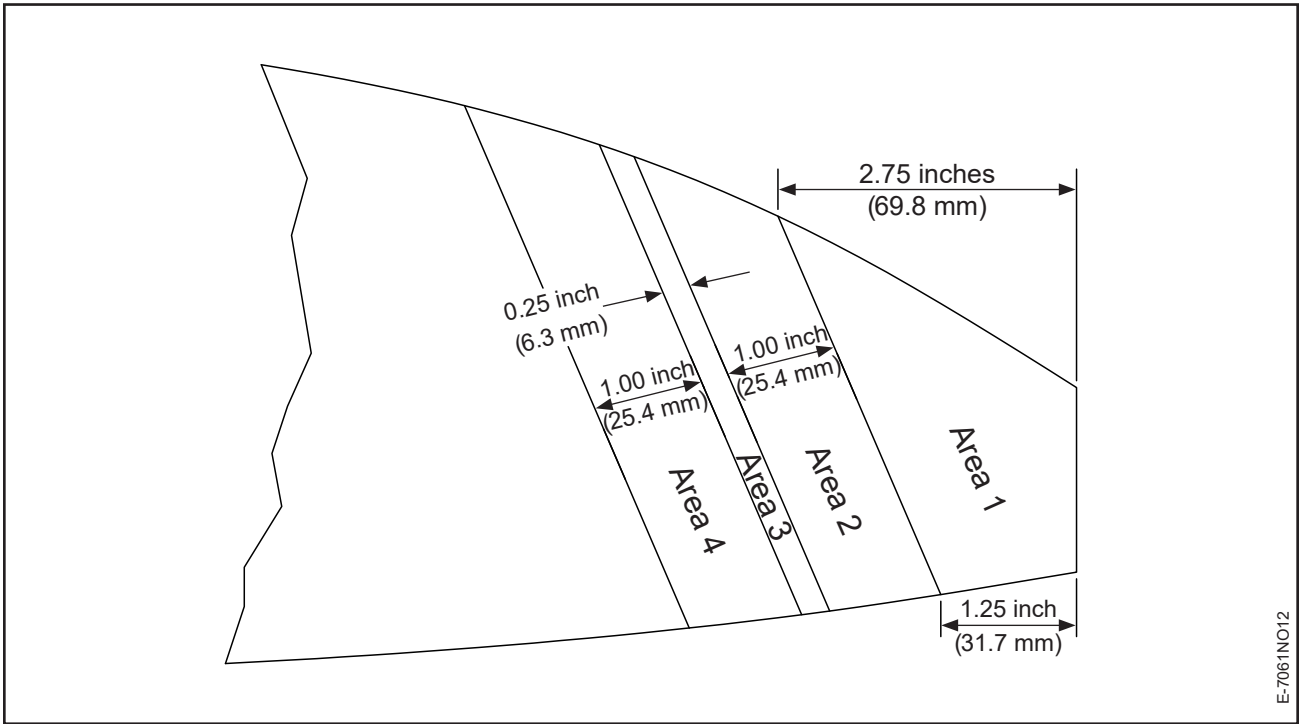 2.75 inches
(69.8 mm)
0.25 inch
(6.3 mm)
1.00 inch
(25.4 mm)
1.00 inch
(25.4 mm)
Area 1
Area 2
Area 3
Area 4
1.25 inch
(31.7 mm)
E-7061NO12